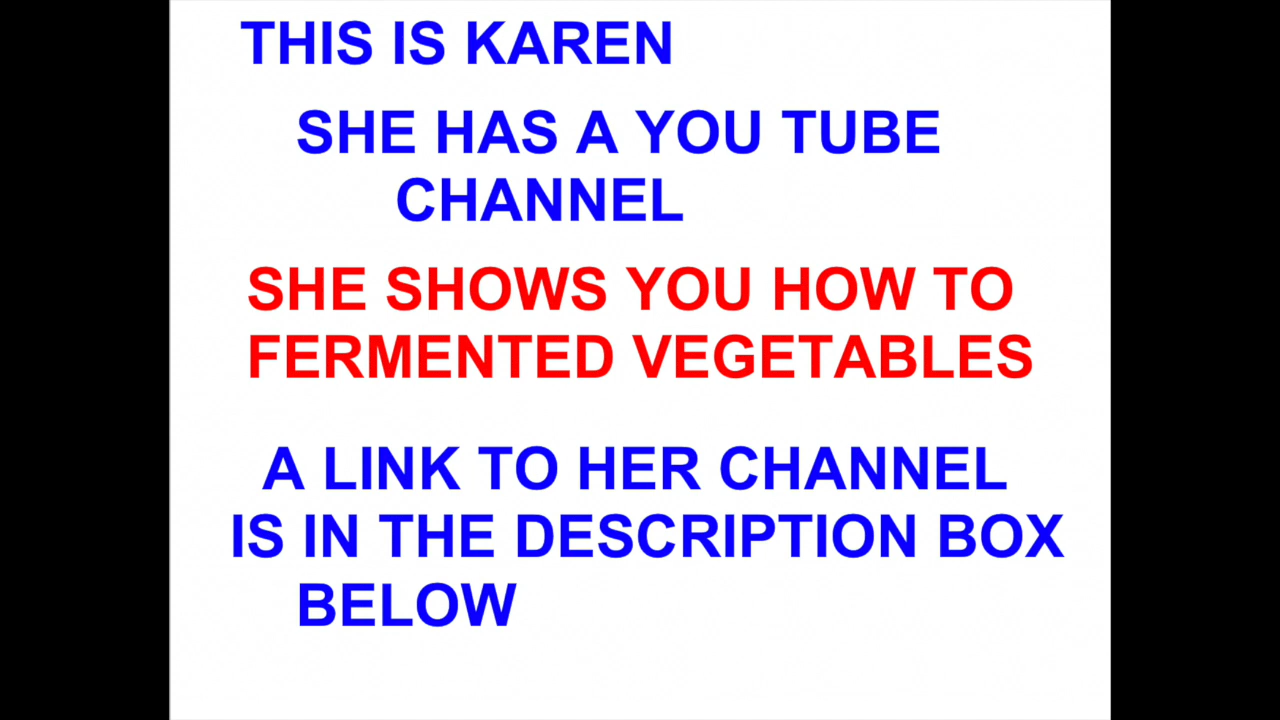 THIS IS KAREN
SHE HAS A YOU TUBE
CHANNEL
SHE SHOWS YOU HOW TO
FERMENTED VEGETABLES
A LINK TO HER CHANNEL
IS IN THE DESCRIPTION BOX
BELOW